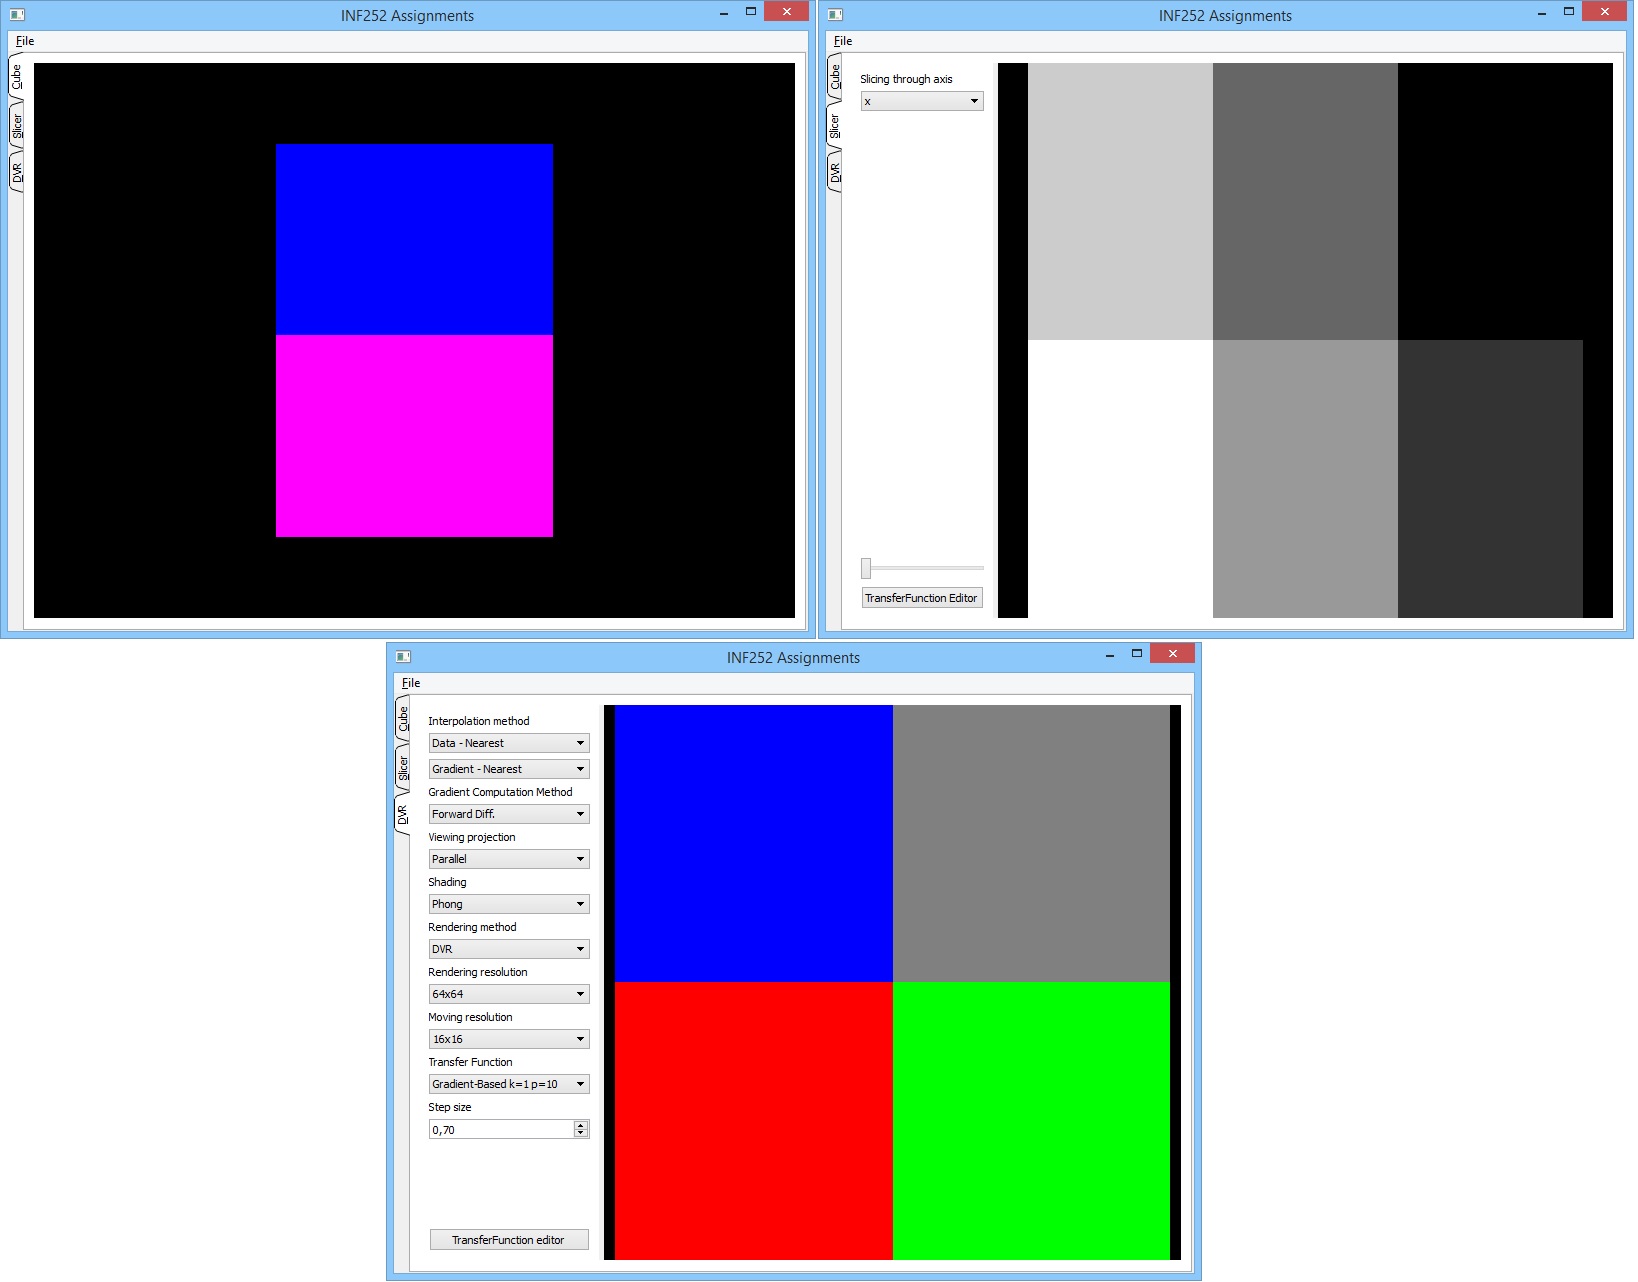 INF252 Assignments
File
Cube
Slicer
DVR
INF252 Assignments
File
Cube
Slicer
DVR
Slicing through axis
x
TransferFunction Editor
INF252 Assignments
File
Cube
Slicer
DVR
Interpolation method
Data - Nearest
Gradient - Nearest
Gradient Computation Method
Forward Diff.
Viewing projection
Parallel
Shading
Phong
Rendering method
DVR
Rendering resolution
64x64
Moving resolution
16x16
Transfer Function
Gradient-Based k=1 p=10
Step size
0,70
TransferFunction editor